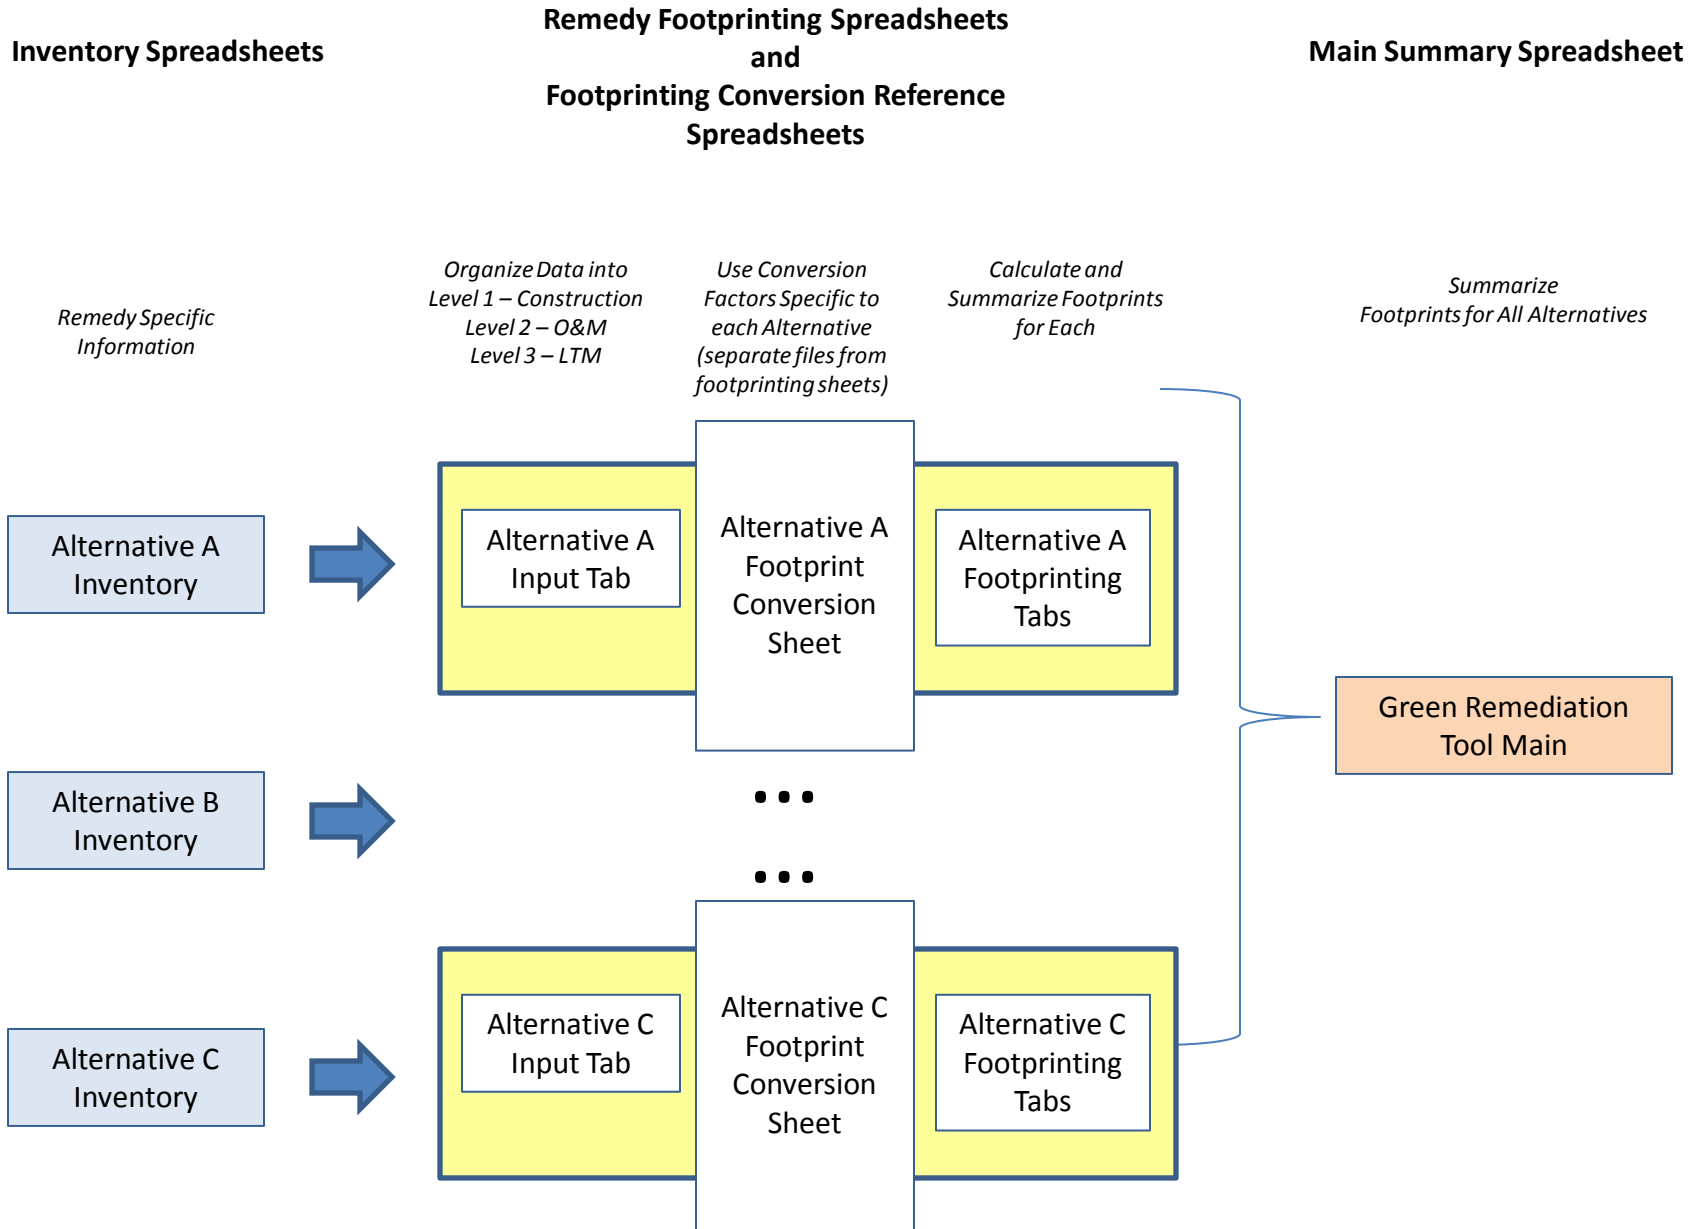 Inventory Spreadsheets
Remedy Footprinting Spreadsheets
and
Footprinting Conversion Reference
Spreadsheets
Main Summary Spreadsheet
Remedy Specific
Information
Organize Data into
Level 1 – Construction
Level 2 – O&M
Level 3 – LTM
Use Conversion
Factors Specific to
each Alternative
(separate files from
footprinting sheets)
Calculate and
Summarize Footprints
for Each
Summarize
Footprints for All Alternatives
Alternative A
Inventory
Alternative A
Input Tab
Alternative A
Footprint
Conversion
Sheet
Alternative A
Footprinting
Tabs
Green Remediation
Tool Main
Alternative B
Inventory
...
...
Alternative C
Inventory
Alternative C
Input Tab
Alternative C
Footprint
Conversion
Sheet
Alternative C
Footprinting
Tabs